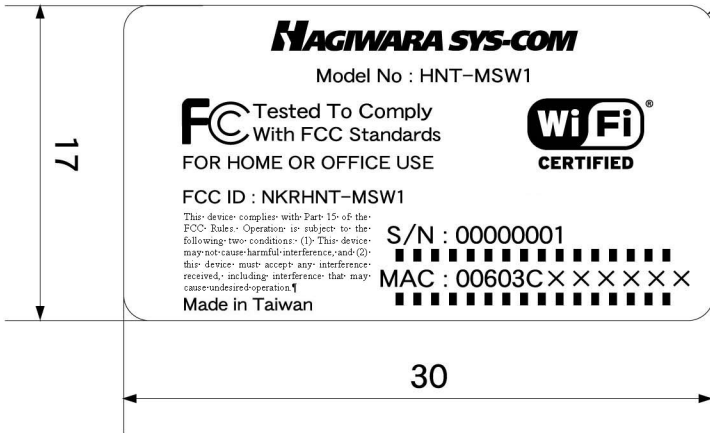 HAGIWARA SYS-COM
Model No : HNT-MSW1
FC Tested To Comply
With FCC Standards
FOR HOME OR OFFICE USE
Wi Fi ®
CERTIFIED
FCC ID : NKRHNT-MSW1
This device complies with Part 15 of the
FCC Rules. Operation is subject to the
following two conditions: (1) This device
may not cause harmful interference, and (2)
this device must accept any interference
received, including interference that may
cause undesired operation.¶
Made in Taiwan
S/N : 00000001
MAC : 00603C××××××
17
30